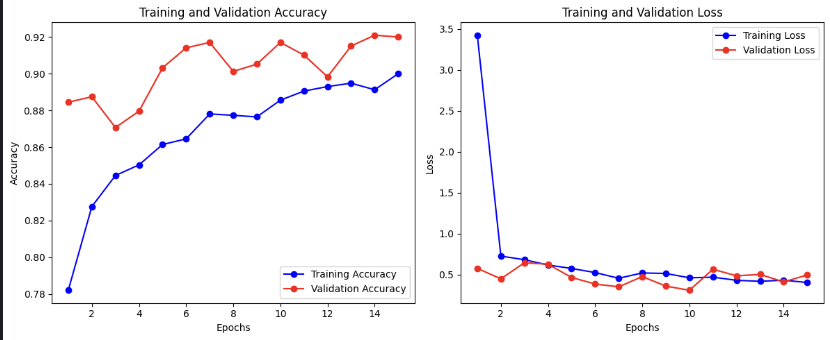 Training and Validation Accuracy
0.92
0.90
0.88
0.86
0.84
0.82
0.80
0.78
Accuracy
2 4 6 8 10 12 14
Epochs
Training Accuracy
Validation Accuracy
Training and Validation Loss
3.5
3.0
2.5
2.0
1.5
1.0
0.5
Loss
2 4 6 8 10 12 14
Epochs
Training Loss
Validation Loss